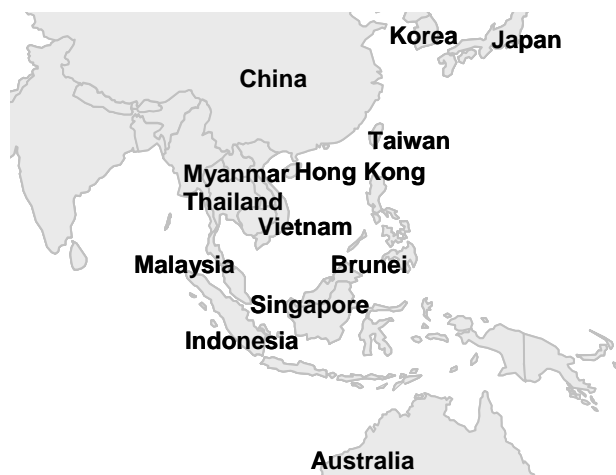 Korea
Japan
China
Taiwan
Myanmar Hong Kong
Thailand
Vietnam
Malaysia
Brunei
Singapore
Indonesia
Australia